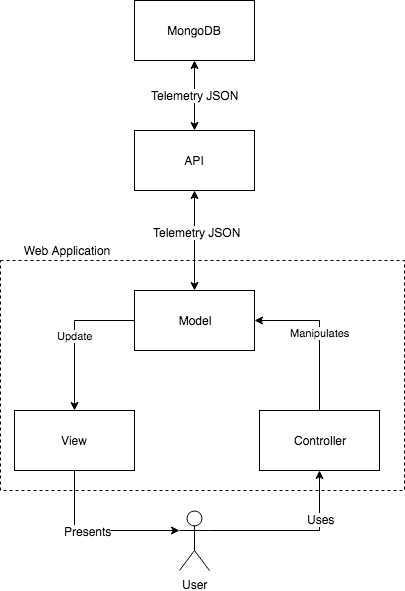 MongoDB
Telemetry JSON
API
Telemetry JSON
Web Application
Model
Update
Manipulates
View
Controller
Presents
Uses
User